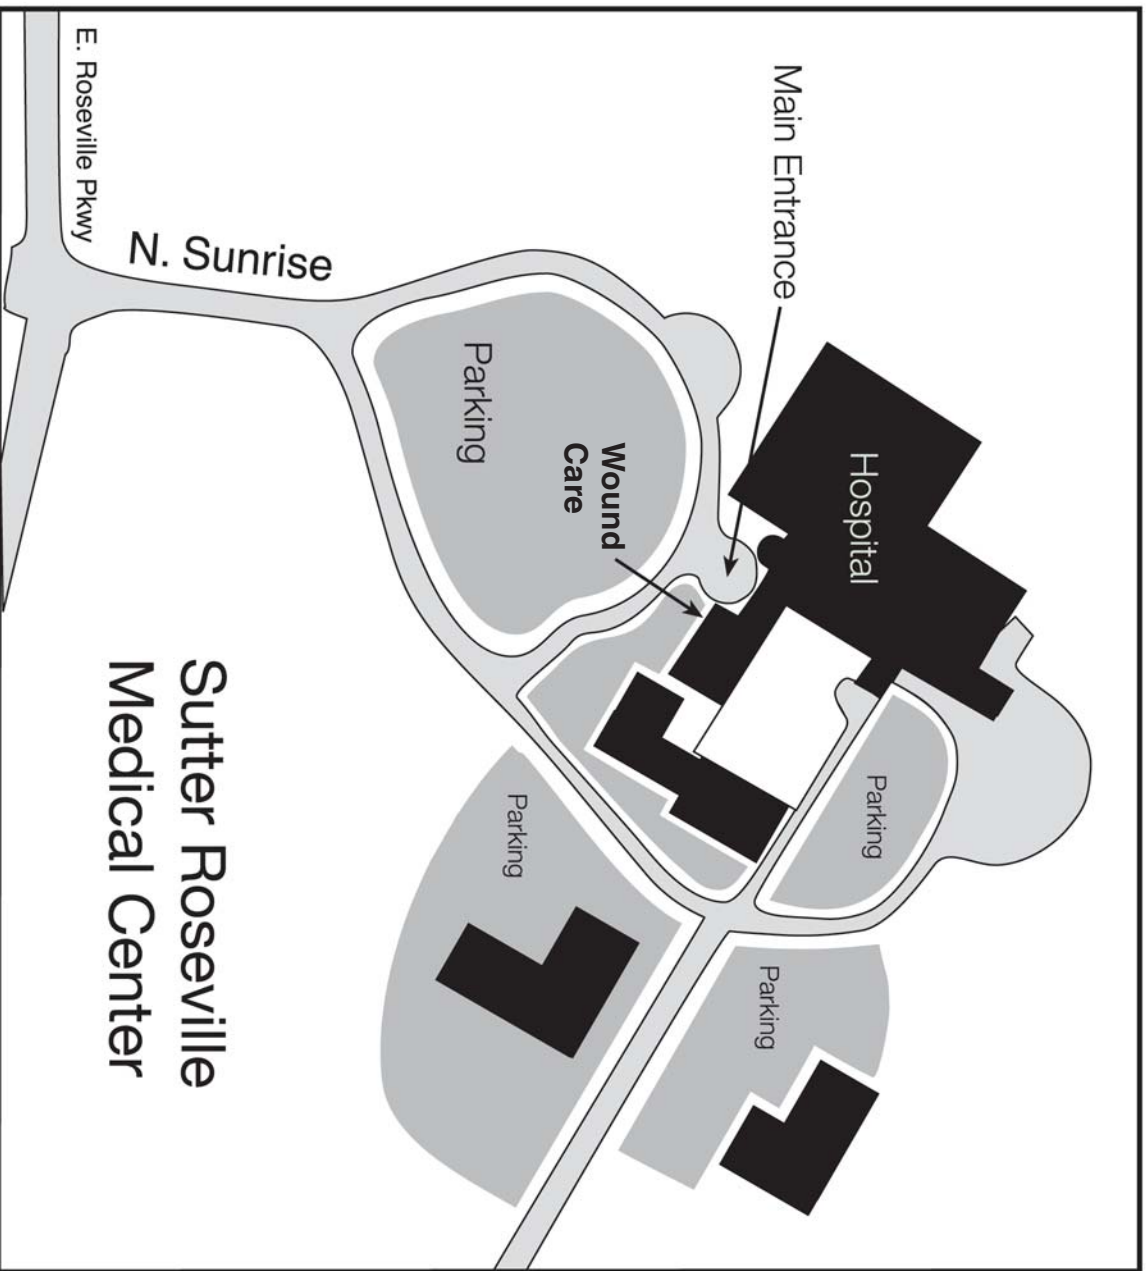 Main Entrance
Hospital
Wound
Care
Parking
Parking
Parking
Parking
E. Roseville Pkwy
N. Sunrise
Sutter Roseville
Medical Center